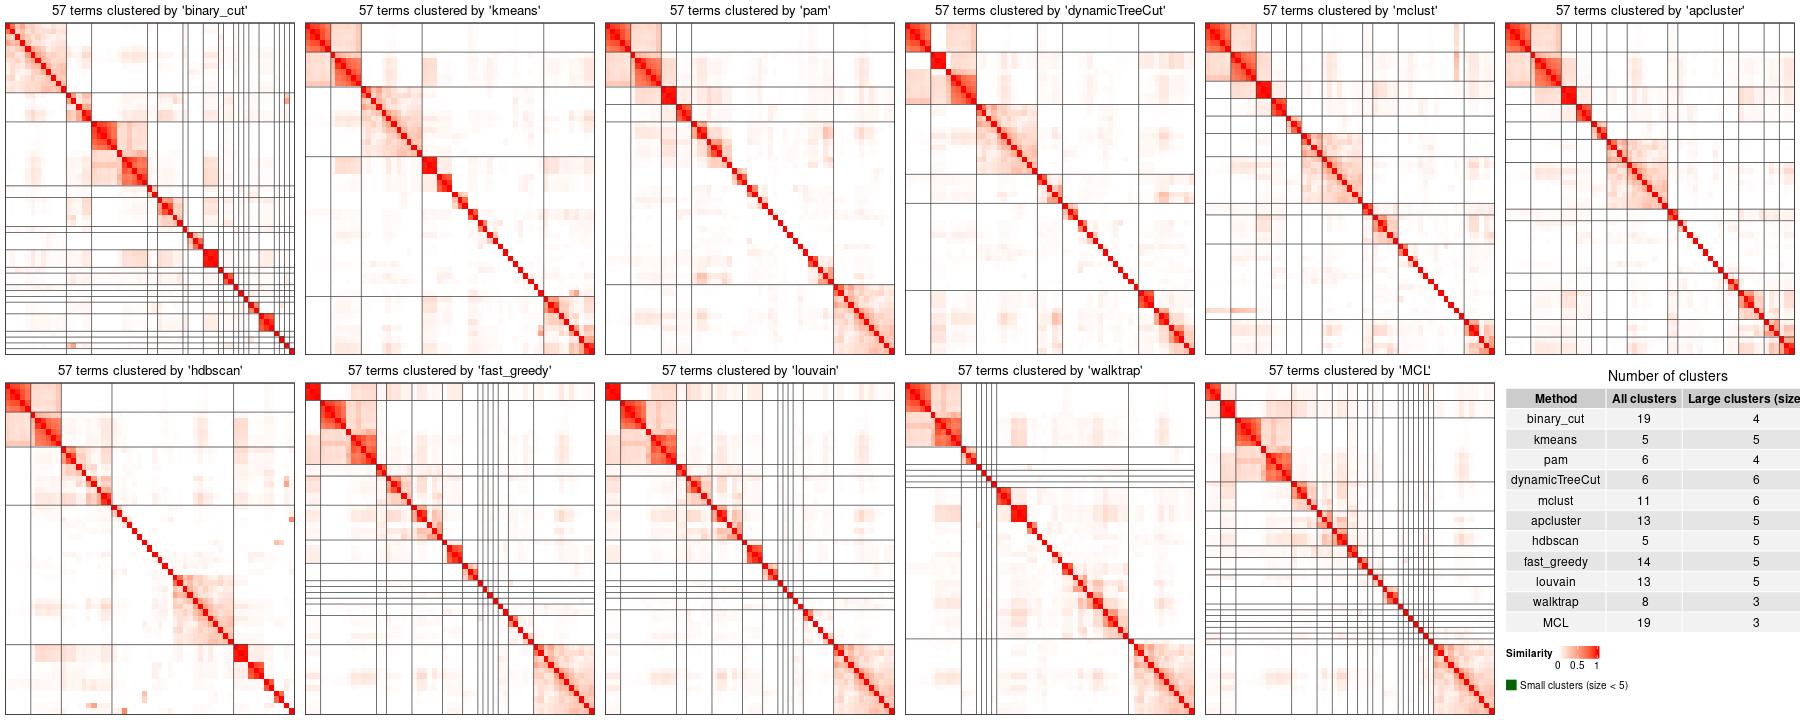 57 terms clustered by 'binary_cut'
57 terms clustered by 'kmeans'
57 terms clustered by 'pam'
57 terms clustered by 'dynamicTreeCut'
57 terms clustered by 'mclust'
57 terms clustered by 'apcluster'
57 terms clustered by 'hdbscan'
57 terms clustered by 'fast_greedy'
57 terms clustered by 'louvain'
57 terms clustered by 'walktrap'
57 terms clustered by 'MCL'
Number of clusters
Method All clusters Large clusters (size
binary_cut 19 4
kmeans 5 5
pam 6 4
dynamicTreeCut 6 6
mclust 11 6
apcluster 13 5
hdbscan 5 5
fast_greedy 14 5
louvain 13 5
walktrap 8 3
MCL 19 3
Similarity
0 0.5 1
Small clusters (size < 5)